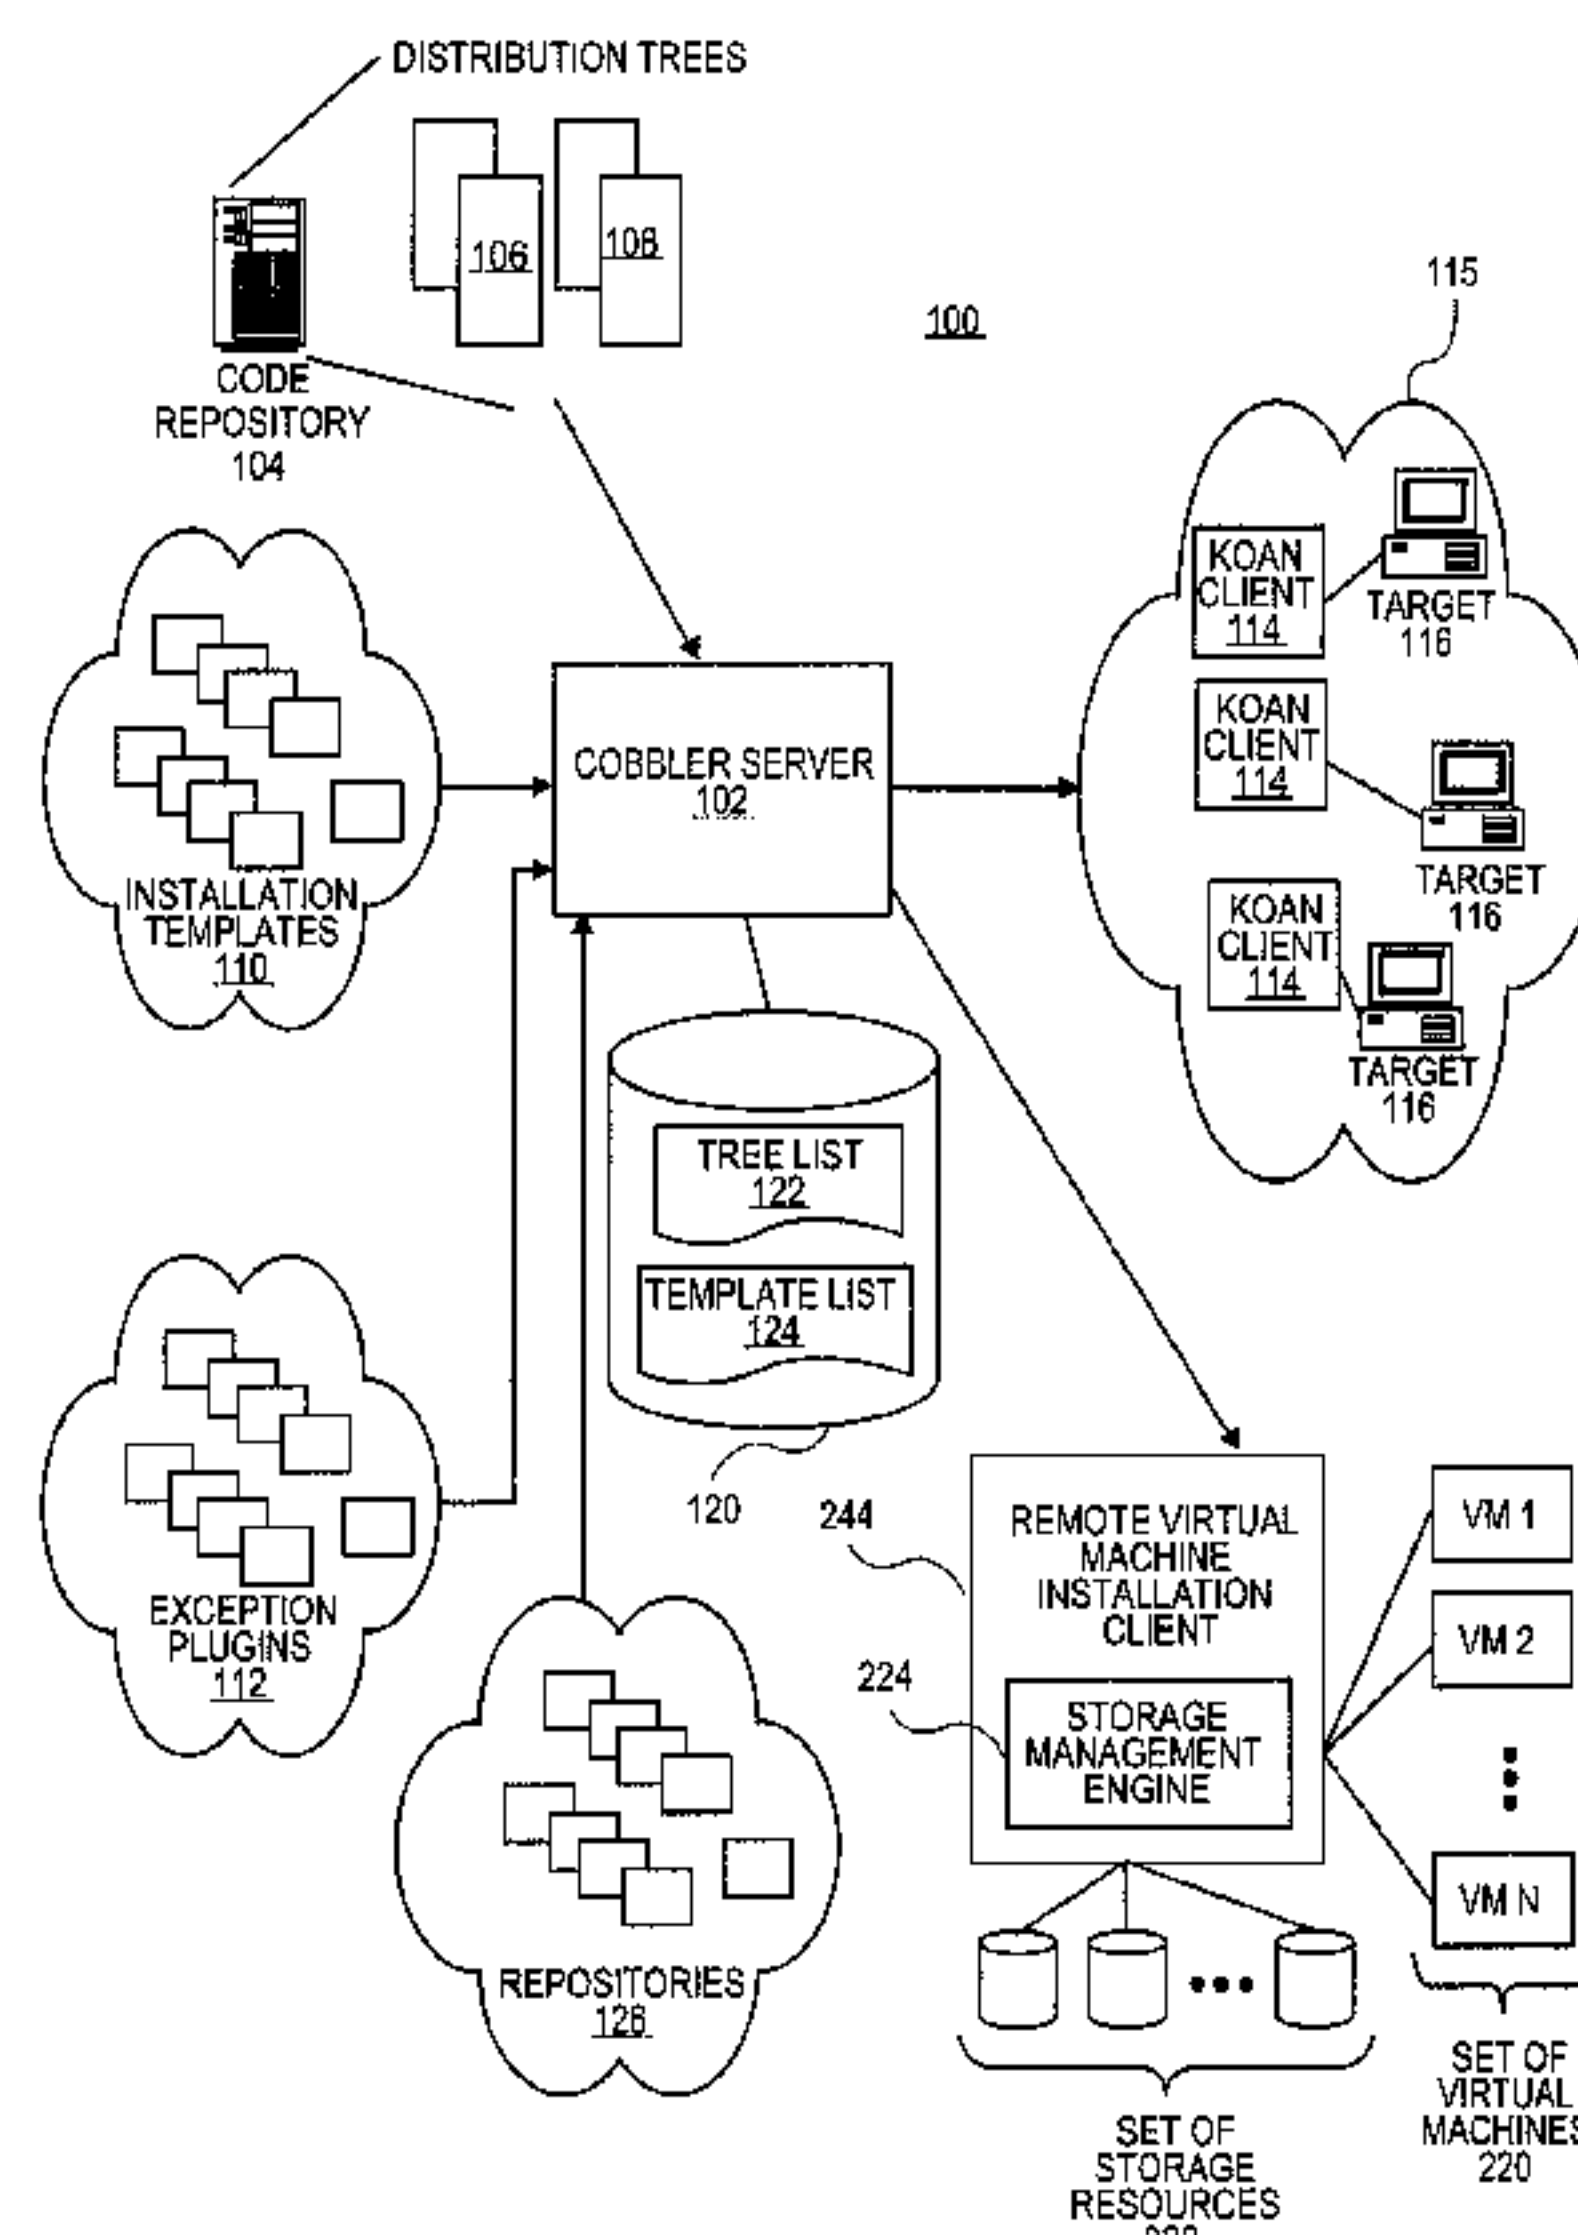 DISTRIBUTION TREES
106
108
100
115
CODE
REPOSITORY
104
KOAN
CLIENT
114
TARGET
116
KOAN
CLIENT
114
TARGET
116
KOAN
CLIENT
114
TARGET
116
COBBLER SERVER
102
INSTALLATION
TEMPLATES
110
TREE LIST
122
TEMPLATE LIST
124
120
EXCEPTION
PLUGINS
112
244
REMOTE VIRTUAL
MACHINE
INSTALLATION
CLIENT
224
STORAGE
MANAGEMENT
ENGINE
VM 1
VM 2
VM N
REPOSITORIES
126
SET OF
STORAGE
RESOURCES
SET OF
VIRTUAL
MACHINES
220